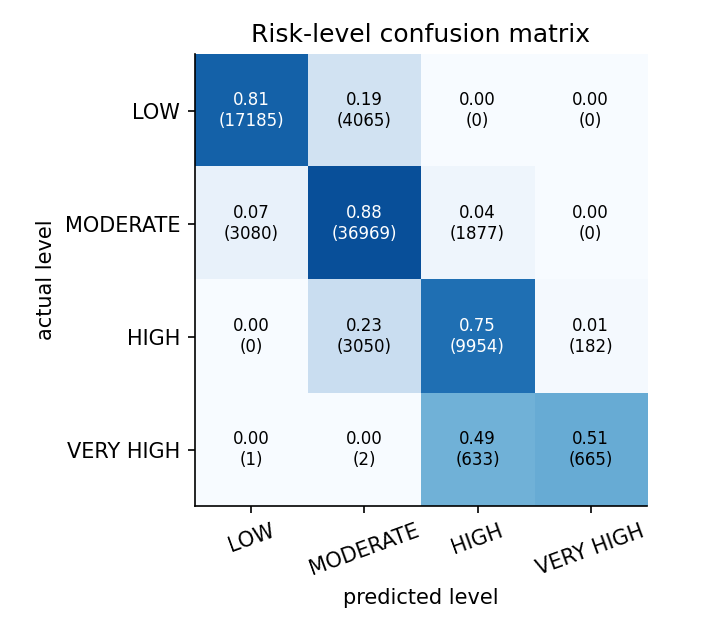 Risk-level confusion matrix
LOW
0.81
(17185)
0.19
(4065)
0.00
(0)
0.00
(0)
MODERATE
0.07
(3080)
0.88
(36969)
0.04
(1877)
0.00
(0)
HIGH
0.00
(0)
0.23
(3050)
0.75
(9954)
0.01
(182)
VERY HIGH
0.00
(1)
0.00
(2)
0.49
(633)
0.51
(665)
actual level
LOW
MODERATE
HIGH
VERY HIGH
predicted level